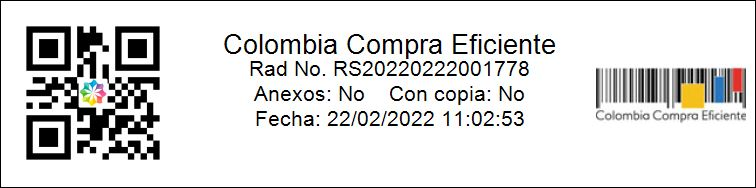 Colombia Compra Eficiente
Rad No. RS20220222001778
Anexos: No Con copia: No
Fecha: 22/02/2022 11:02:53
Colombia Compra Eficiente